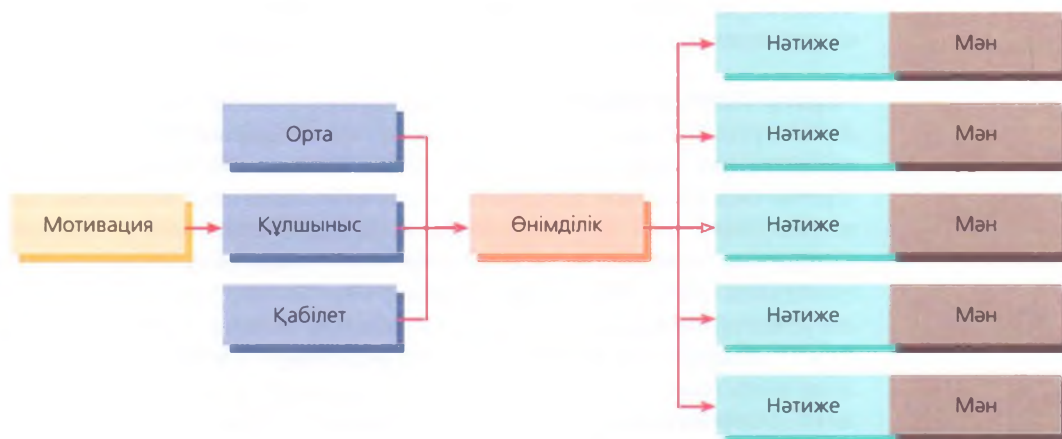 Мотивация
Орта
Құлшыныс
Қабілет
Өнімділік
Нәтиже Мән
Нәтиже Мән
Нәтиже Мән
Нәтиже Мән
Нәтиже Мән